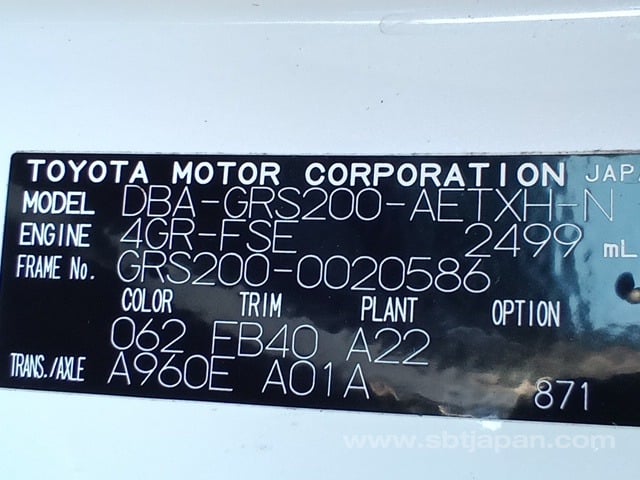 TOYOTA MOTOR CORPORATION JAPA
MODEL DBA-GRS200-AETXH-N
ENGINE 4GR-FSE 2499 mL
FRAME No. GRS200-0020586
COLOR TRIM PLANT OPTION
062 FB40 A22
TRANS./AXLE A960E A01A 871
www.sbtjapan.com